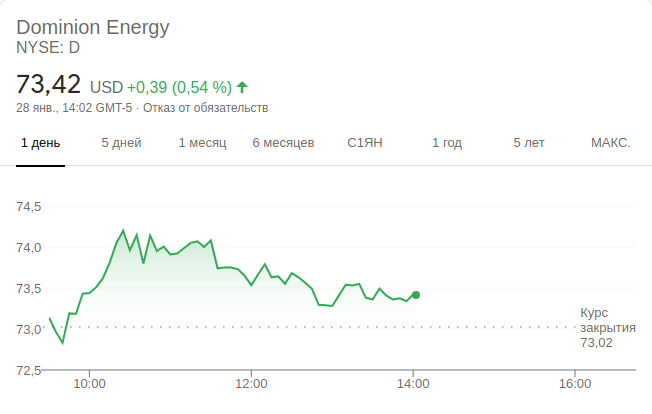 Dominion Energy
NYSE: D
73,42 USD +0,39 (0,54 %)
28 янв., 14:02 GMT-5 · Отказ от обязательств
1 день 5 дней 1 месяц 6 месяцев С1ЯН 1 год 5 лет МАКС.
74,5
74,0
73,5
73,0
72,5
Курс
закрытия
73,02
10:00 12:00 14:00 16:00